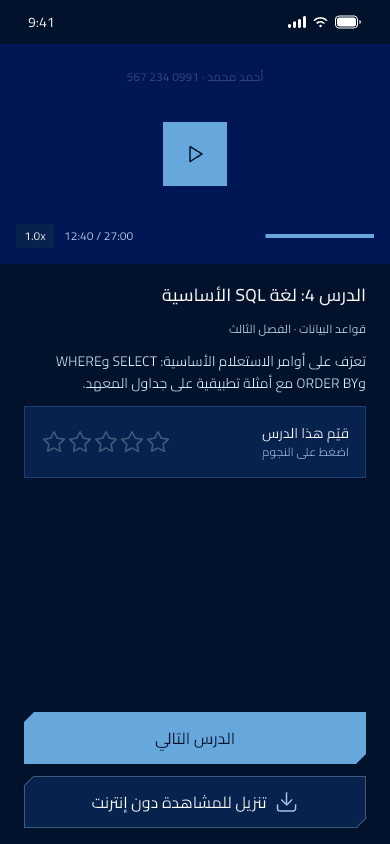 9:41
أحمد محمد · 0991 234 567
1.0x
12:40 / 27:00
الدرس 4: لغة SQL الأساسية
قواعد البيانات · الفصل الثالث
تعرّف على أوامر الاستعلام الأساسية: SELECT وWHERE
وORDER BY مع أمثلة تطبيقية على جداول المعهد.
قيّم هذا الدرس
اضغط على النجوم
الدرس التالي
تنزيل للمشاهدة دون إنترنت